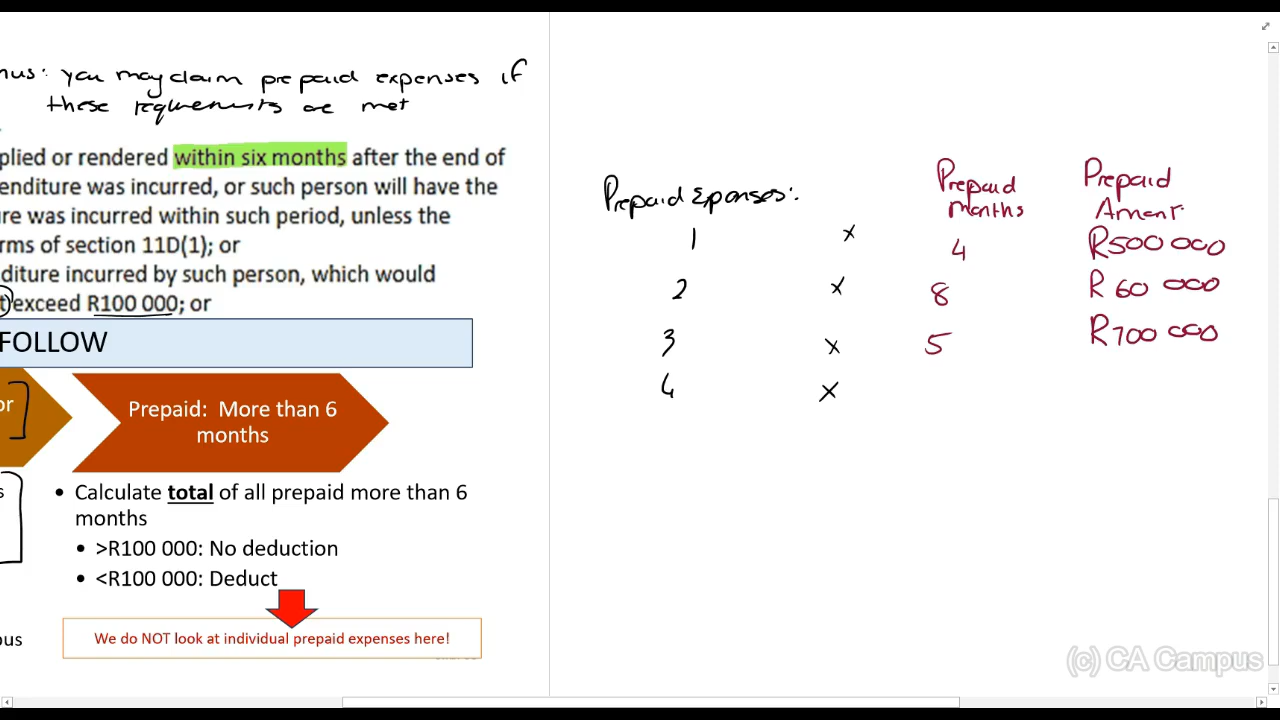 nus: you may claim prepaid expenses if
these requirements are met
plied or rendered within six months after the end of
enditure was incurred, or such person will have the
re was incurred within such period, unless the
rms of section 11D(1); or
diture incurred by such person, which would
t) exceed R100 000; or
FOLLOW
or
Prepaid: More than 6
months
s
• Calculate total of all prepaid more than 6
months
• >R100 000: No deduction
• <R100 000: Deduct
We do NOT look at individual prepaid expenses here!
pus
Prepaid Expenses:
Prepaid months
Prepaid Amont
1 x 4 R500 000
2 x 8 R60 000
3 x 5 R700 000
4 x
(c) CA Campus